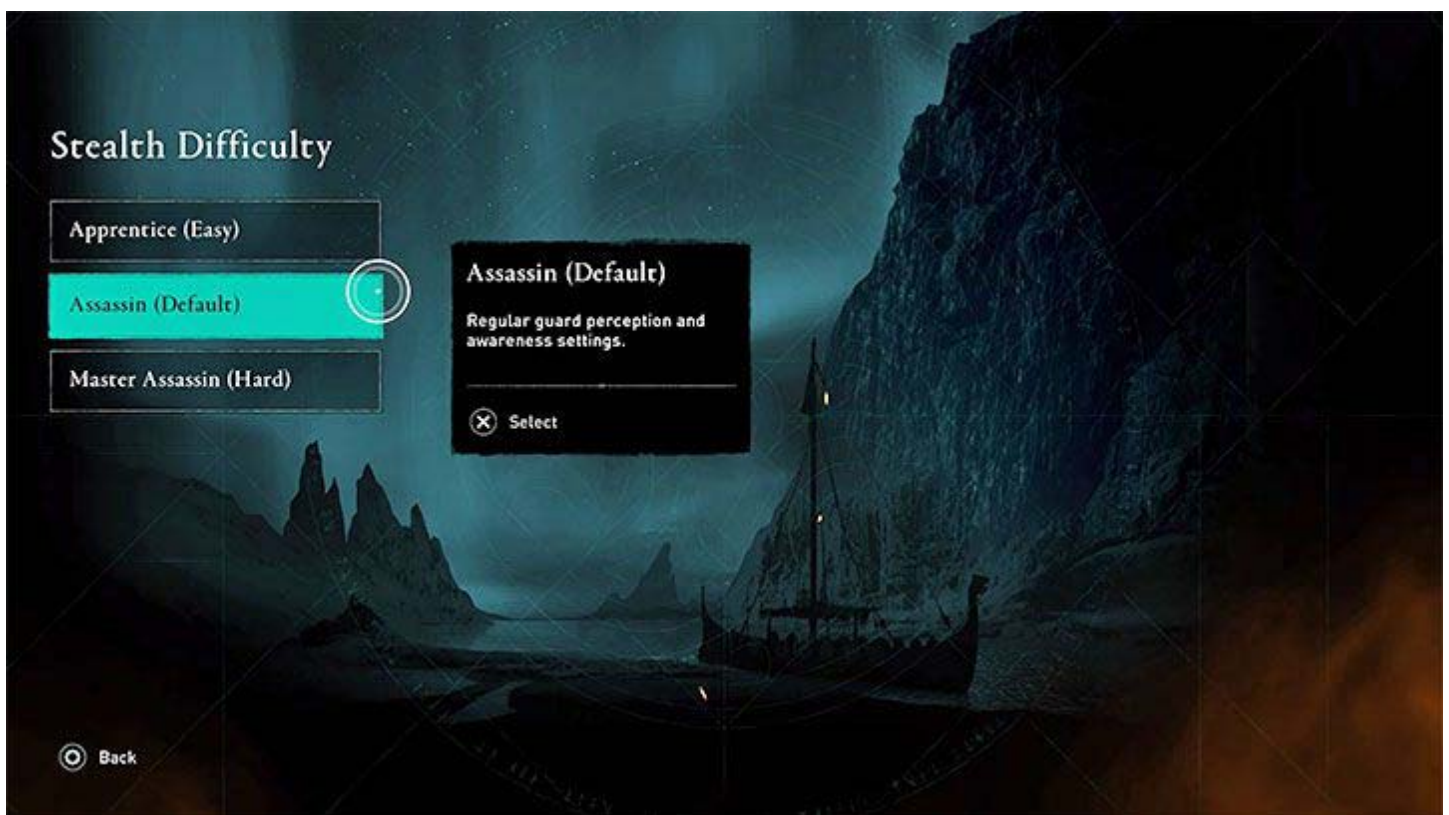 Stealth Difficulty
Apprentice (Easy)
Assassin (Default)
Master Assassin (Hard)
Assassin (Default)
Regular guard perception and
awareness settings.
Select
Back